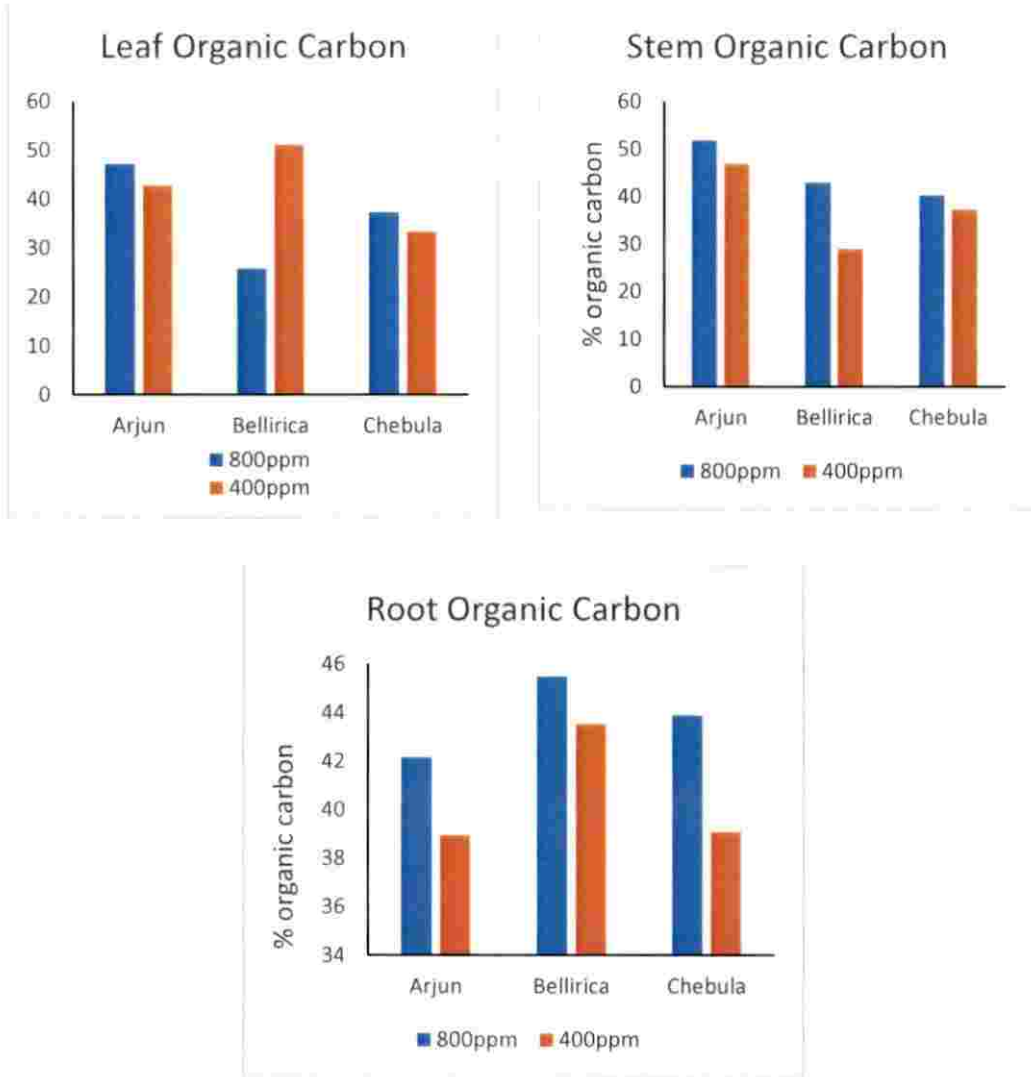 Leaf Organic Carbon
60
50
40
30
20
10
0
Arjun Bellirica Chebula
800ppm
400ppm
Stem Organic Carbon
% organic carbon
60
50
40
30
20
10
0
Arjun Bellirica Chebula
800ppm 400ppm
Root Organic Carbon
% organic carbon
46
44
42
40
38
36
34
Arjun Bellirica Chebula
800ppm 400ppm